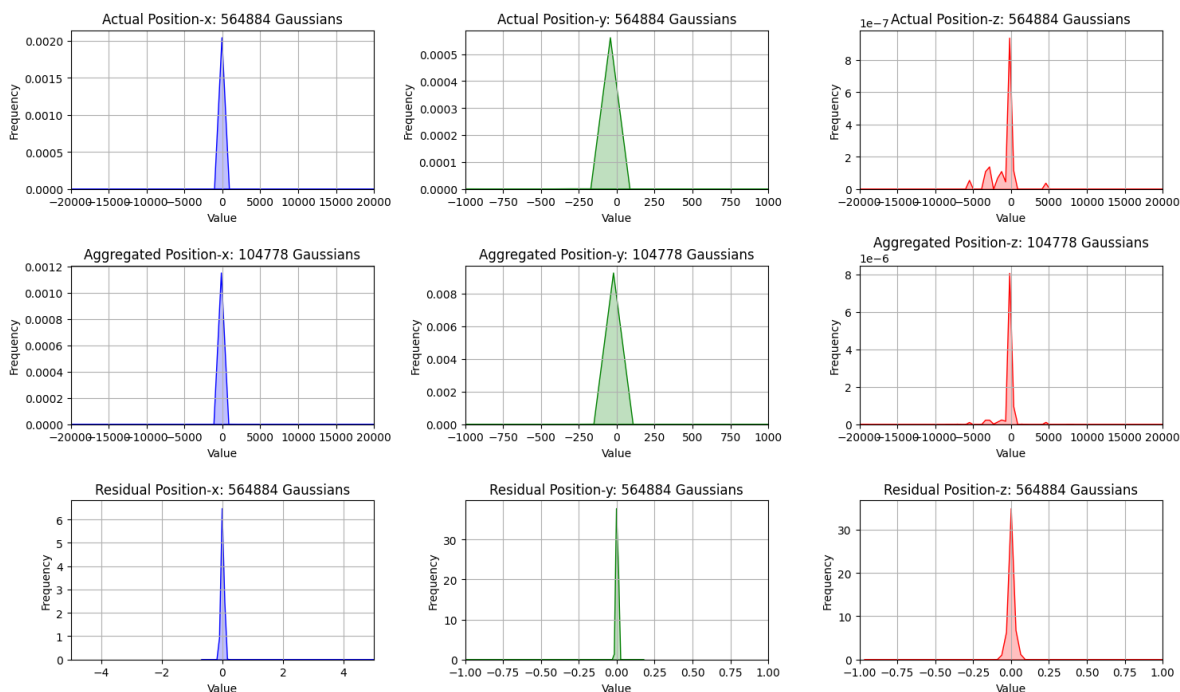 Actual Position-x: 564884 Gaussians
Frequency
0.0020
0.0015
0.0010
0.0005
0.0000
−20000 −15000 −10000 −5000 0 5000 10000 15000 20000
Value
Actual Position-y: 564884 Gaussians
Frequency
0.0005
0.0004
0.0003
0.0002
0.0001
0.0000
−1000 −750 −500 −250 0 250 500 750 1000
Value
Actual Position-z: 564884 Gaussians
1e−7
Frequency
8
6
4
2
0
−20000 −15000 −10000 −5000 0 5000 10000 15000 20000
Value
Aggregated Position-x: 104778 Gaussians
Frequency
0.0012
0.0010
0.0008
0.0006
0.0004
0.0002
0.0000
−20000 −15000 −10000 −5000 0 5000 10000 15000 20000
Value
Aggregated Position-y: 104778 Gaussians
Frequency
0.008
0.006
0.004
0.002
0.000
−1000 −750 −500 −250 0 250 500 750 1000
Value
Aggregated Position-z: 104778 Gaussians
1e−6
Frequency
8
6
4
2
0
−20000 −15000 −10000 −5000 0 5000 10000 15000 20000
Value
Residual Position-x: 564884 Gaussians
Frequency
6
5
4
3
2
1
0
−4 −2 0 2 4
Value
Residual Position-y: 564884 Gaussians
Frequency
30
20
10
0
−1.00 −0.75 −0.50 −0.25 0.00 0.25 0.50 0.75 1.00
Value
Residual Position-z: 564884 Gaussians
Frequency
30
20
10
0
−1.00 −0.75 −0.50 −0.25 0.00 0.25 0.50 0.75 1.00
Value